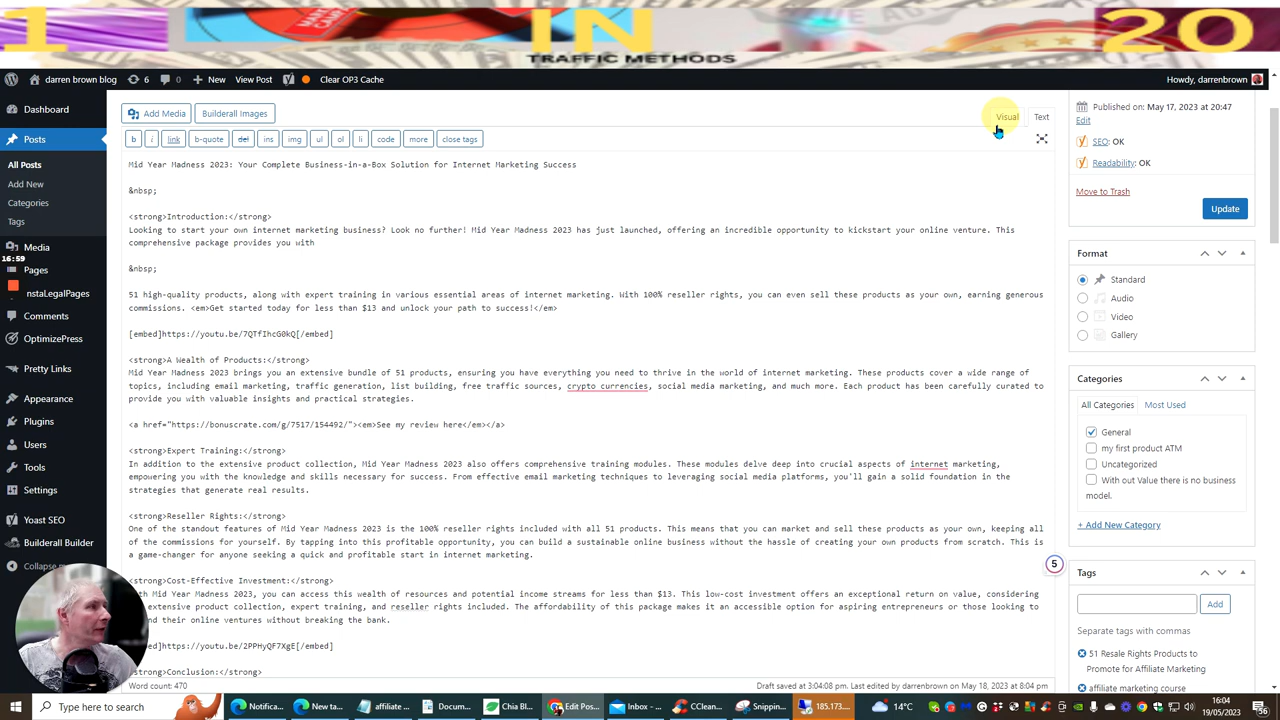 1 IN 20
TRAFFIC METHODS
darren brown blog
6
0
New
View Post
Clear OP3 Cache
Howdy, darrenbrown
Dashboard
Posts
All Posts
Add New
Categories
Tags
Media
16:59
Pages
nstaLegalPages
Comments
OptimizePress
Pretty Links
Appearance
Plugins
Users
Tools
Settings
Yoast SEO
Builderall Builder
Collapse
Add Media
Builderall Images
Visual
Text
b
i
link
b-quote
del
ins
img
ul
ol
li
code
more
close tags
Mid Year Madness 2023: Your Complete Business-in-a-Box Solution for Internet Marketing Success
&nbsp;
<strong>Introduction:</strong>
Looking to start your own internet marketing business? Look no further! Mid Year Madness 2023 has just launched, offering an incredible opportunity to kickstart your online venture. This
comprehensive package provides you with
&nbsp;
51 high-quality products, along with expert training in various essential areas of internet marketing. With 100% reseller rights, you can even sell these products as your own, earning generous
commissions. <em>Get started today for less than $13 and unlock your path to success!</em>
[embed]https://youtu.be/7QTfIhcG0kQ[/embed]
<strong>A Wealth of Products:</strong>
Mid Year Madness 2023 brings you an extensive bundle of 51 products, ensuring you have everything you need to thrive in the world of internet marketing. These products cover a wide range of
topics, including email marketing, traffic generation, list building, free traffic sources, crypto currencies, social media marketing, and much more. Each product has been carefully curated to
provide you with valuable insights and practical strategies.
<a href="https://bonuscrate.com/g/7517/154492/"><em>See my review here</em></a>
<strong>Expert Training:</strong>
In addition to the extensive product collection, Mid Year Madness 2023 also offers comprehensive training modules. These modules delve deep into crucial aspects of internet marketing,
empowering you with the knowledge and skills necessary for success. From effective email marketing techniques to leveraging social media platforms, you'll gain a solid foundation in the
strategies that generate real results.
<strong>Reseller Rights:</strong>
One of the standout features of Mid Year Madness 2023 is the 100% reseller rights included with all 51 products. This means that you can market and sell these products as your own, keeping all
of the commissions for yourself. By tapping into this profitable opportunity, you can build a sustainable online business without the hassle of creating your own products from scratch. This is
a game-changer for anyone seeking a quick and profitable start in internet marketing.
<strong>Cost-Effective Investment:</strong>
Mid Year Madness 2023, you can access this wealth of resources and potential income streams for less than $13. This low-cost investment offers an exceptional return on value, considering
extensive product collection, expert training, and reseller rights included. The affordability of this package makes it an accessible option for aspiring entrepreneurs or those looking to
their online ventures without breaking the bank.
]https://youtu.be/2PPHyQF7XgE[/embed]
strong>Conclusion:</strong>
Word count: 470
Draft saved at 3:04:08 pm. Last edited by darrenbrown on May 18, 2023 at 8:04 pm
5
Published on: May 17, 2023 at 20:47
Edit
SEO: OK
Readability: OK
Move to Trash
Update
Format
Standard
Audio
Video
Gallery
Categories
All Categories
Most Used
General
my first product ATM
Uncategorized
With out Value there is no business
model.
+ Add New Category
Tags
Add
Separate tags with commas
51 Resale Rights Products to
Promote for Affiliate Marketing
affiliate marketing course
Type here to search
Notifica...
New ta...
affiliate ...
Docum...
Chia Bl...
Edit Pos...
Inbox - ...
CClean...
Snippin...
185.173....
14°C
16:04
19/05/2023